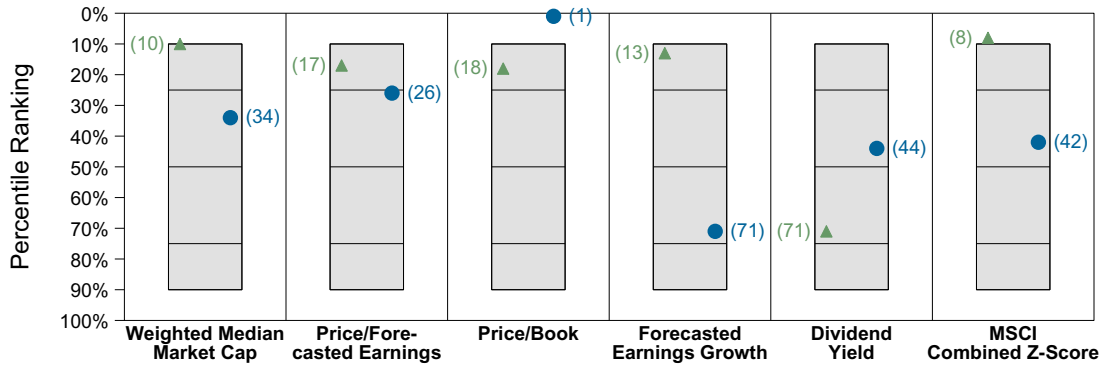 Percentile Ranking
0%
10%
20%
30%
40%
50%
60%
70%
80%
90%
100%
(10)
(34)
(17)
(26)
(18)
(1)
(13)
(71)
(71)
(44)
(8)
(42)
Weighted Median
Market Cap
Price/Fore-
casted Earnings
Price/Book
Forecasted
Earnings Growth
Dividend
Yield
MSCI
Combined Z-Score